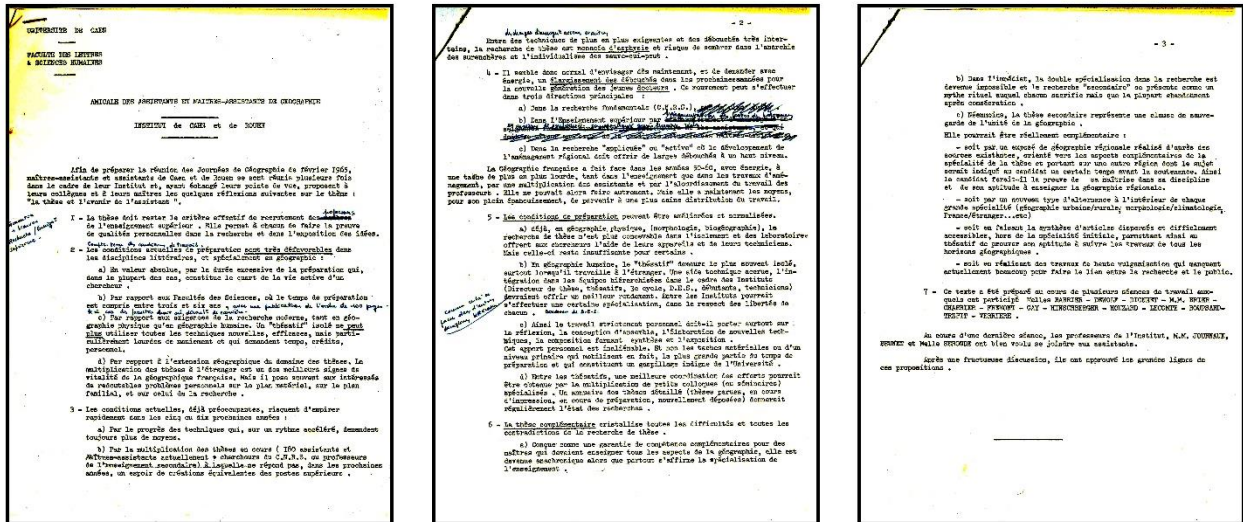 UNIVERSITE DE CAEN
FACULTE DES LETTRES
& SCIENCES HUMAINES
AMICALE DES ASSISTANTS ET MAITRES-ASSISTANTS DE GEOGRAPHIE
INSTITUT de CAEN et de ROUEN
Afin de préparer la réunion des Journées de Géographie de février 1965,
maîtres-assistants et assistants de Caen et de Rouen se sont réunis plusieurs fois
dans le cadre de leur Institut et, ayant échangé leurs points de vue, proposent à
leurs collègues et à leurs maîtres les quelques réflexions suivantes sur le thème :
"la thèse et l'avenir de l'assistant".
1 - La thèse doit rester le critère effectif de recrutement des
de l'enseignement supérieur. Elle permet à chacun de faire la preuve
de qualités personnelles dans la recherche et dans l'exposition des idées.
2 - Les conditions actuelles de préparation sont très défavorables dans
les disciplines littéraires, et spécialement en géographie :
a) En valeur absolue, par la durée excessive de la préparation qui,
dans la plupart des cas, constitue le court de la vie active d'un
chercheur .
b) Par rapport aux Facultés des Sciences, où le temps de préparation
est compris entre trois et six ans
c) Par rapport aux exigences de la recherche moderne, tant en géo-
graphie physique qu'en géographie humaine. Un "thésatif" isolé ne peut
plus utiliser toutes les techniques nouvelles, efficaces, mais parti-
culièrement lourdes de maniement et qui demandent temps, crédits,
personnel.
d) Par rapport à l'extension géographique du domaine des thèses. La
multiplication des thèses à l'étranger est un des meilleurs signes de
vitalité de la géographie française. Mais il pose souvent aux intéressés
de redoutables problèmes personnels sur le plan matériel, sur le plan
familial, et sur celui de la recherche .
3 - Les conditions actuelles, déjà préoccupantes, risquent d'empirer
rapidement dans les cinq ou dix prochaines années :
a) Par le progrès des techniques qui, sur un rythme accéléré, demandent
toujours plus de moyens.
b) Par la multiplication des thèses en cours ( 180 assistants et
Maîtres-assistants actuellement + chercheurs du C.N.R.S. ou professeurs
de l'enseignement secondaire) à laquelle ne répond pas, dans les prochaines
années, un espoir de créations équivalentes des postes supérieurs .
- 2 -
Entre des techniques de plus en plus exigentes et des débouchés très incer-
tains, la recherche de thèse est menacée d'asphyxie et risque de sombrer dans l'anarchie
des surenchères et l'individualisme des sauve-qui-peut .
4 - Il semble donc normal d'envisager dès maintenant, et de demander avec
énergie, un élargissement des débouchés dans les prochaines années pour
la nouvelle génération des jeunes docteurs . Ce mouvement peut s'effectuer
dans trois directions principales :
a) Dans la recherche fondamentale (C.N.R.S.),
b) Dans l'Enseignement supérieur par
c) Dans la recherche "appliquée" ou "active" où le développement de
l'aménagement régional doit offrir de larges débouchés à un haut niveau.
La Géographie française a fait face dans les années 50-60, avec énergie, à
une tâche de plus en plus lourde, tant dans l'enseignement que dans les travaux d'amé-
nagement, par une multiplication des assistants et par l'alourdissement du travail des
professeurs . Elle ne pouvait alors faire autrement. Mais elle a maintenant les moyens,
pour son plein épanouissement, de parvenir à une plus saine distribution du travail.
5 - Les conditions de préparation peuvent être améliorées et normalisées.
a) déjà, en géographie physique, (morphologie, biogéographie), la
recherche de thèse n'est plus concevable dans l'isolement et des laboratoires
offrent aux chercheurs l'aide de leurs appareils et de leurs techniciens.
Mais celle-ci reste insuffisante pour certains .
b) En géographie humaine, le "thésatif" demeure le plus souvent isolé,
surtout lorsqu'il travaille à l'étranger. Une aide technique accrue, l'in-
tégration dans les équipes hiérarchisées dans le cadre des Instituts
(Directeur de thèse, thésatifs, 3e cycle, D.E.S., débutants, techniciens)
devraient offrir un meilleur rendement. Entre les Instituts pourrait
s'effectuer une certaine spécialisation, dans le respect des libertés de
chacun .
c) Ainsi le travail strictement personnel doit-il porter surtout sur
la réflexion, la conception d'ensemble, l'élaboration de nouvelles tech-
niques, la composition formant synthèse et l'exposition .
Cet apport personnel est inaliénable. Et non les taches matérielles ou d'un
niveau primaire qui mobilisent en fait, la plus grande partie du temps de
préparation et qui constituent un gaspillage indigne de l'Université .
d) Entre les thésatifs, une meilleure coordination des efforts pourrait
être obtenue par la multiplication de petits colloques (ou séminaires)
spécialisés . Un annuaire des thèses détaillé (thèses parues, en cours
d'impression, en cours de préparation, nouvellement déposées) donnerait
régulièrement l'état des recherches .
6 - La thèse complémentaire cristallise toutes les difficultés et toutes les
contradictions de la recherche de thèse .
a) Conçue comme une garantie de compétence complémentaires pour des
maîtres qui devaient enseigner tous les aspects de la géographie, elle est
devenue anachronique alors que partout s'affirme la spécialisation de
l'enseignement .
- 3 -
b) Dans l'immédiat, la double spécialisation dans la recherche est
devenue impossible et la recherche "secondaire" se présente comme un
mythe rituel auquel chacun sacrifie mais que la plupart abandonnent
après consécration .
c) Néanmoins, la thèse secondaire représente une clause de sauve-
garde de l'unité de la géographie .
Elle pourrait être réellement complémentaire :
- soit par un exposé de géographie régionale réalisé d'après des
sources existantes, orienté vers les aspects complémentaires de la
spécialité de la thèse et portant sur une autre région dont le sujet
serait indiqué au candidat un certain temps avant la soutenance. Ainsi
le candidat ferait-il la preuve de sa maîtrise dans sa discipline
et de son aptitude à enseigner la géographie régionale.
- soit par un nouveau type d'alternance à l'intérieur de chaque
grande spécialité (géographie urbaine/rurale, morphologie/climatologie,
France/étranger...etc)
- soit en faisant la synthèse d'articles dispersés et difficilement
accessibles, hors de la spécialité initiale, permettant ainsi au
thésatif de prouver son aptitude à suivre les travaux de tous les
horizons géographiques .
- soit en réalisant des travaux de haute vulgarisation qui manquent
actuellement beaucoup pour faire le lien entre la recherche et le public.
7 - Ce texte a été préparé au cours de plusieurs séances de travail aux-
quels ont participé Melles BARBIER - DEWOLF - DICKENT - M.M. BRIER -
CHARRIER - FREMONT - GAY - HINSCHBERGER - HOUZARD - LECOMTE - ROUPSARD-
TESTUT - VERRIERE .
Au cours d'une dernière séance, les professeurs de l'Institut, M.M. JOURNAUX,
BRUNET et Melle BERGUES ont bien voulu se joindre aux assistants.
Après une fructueuse discussion, ils ont approuvé les grandes lignes de
ces propositions .